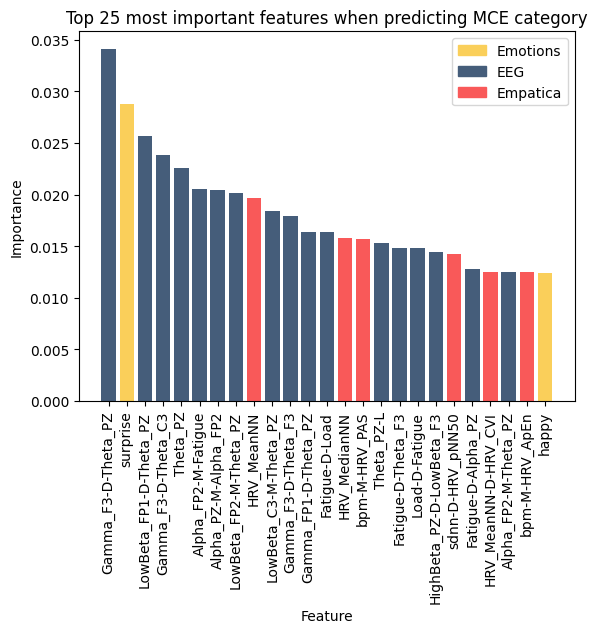 Top 25 most important features when predicting MCE category
Emotions
EEG
Empatica
Importance
0.035
0.030
0.025
0.020
0.015
0.010
0.005
0.000
Gamma_F3-D-Theta_PZ
surprise
LowBeta_FP1-D-Theta_PZ
Gamma_F3-D-Theta_C3
Theta_PZ
Alpha_FP2-M-Fatigue
Alpha_PZ-M-Alpha_FP2
LowBeta_FP2-M-Theta_PZ
HRV_MeanNN
LowBeta_C3-M-Theta_PZ
Gamma_F3-D-Theta_F3
Gamma_FP1-D-Theta_PZ
Fatigue-D-Load
HRV_MedianNN
bpm-M-HRV_PAS
Theta_PZ-L
Fatigue-D-Theta_F3
Load-D-Fatigue
HighBeta_PZ-D-LowBeta_F3
sdnn-D-HRV_pNN50
Fatigue-D-Alpha_PZ
HRV_MeanNN-D-HRV_CVI
Alpha_FP2-M-Theta_PZ
bpm-M-HRV_ApEn
happy
Feature